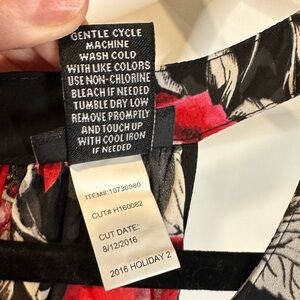 GENTLE CYCLE
MACHINE
WASH COLD
WITH LIKE COLORS
USE NON-CHLORINE
BLEACH IF NEEDED
TUMBLE DRY LOW
REMOVE PROMPTLY
AND TOUCH UP
WITH COOL IRON
IF NEEDED
ITEM#:10730980
CUT# H160082
CUT DATE:
8/12/2016
2016 HOLIDAY 2